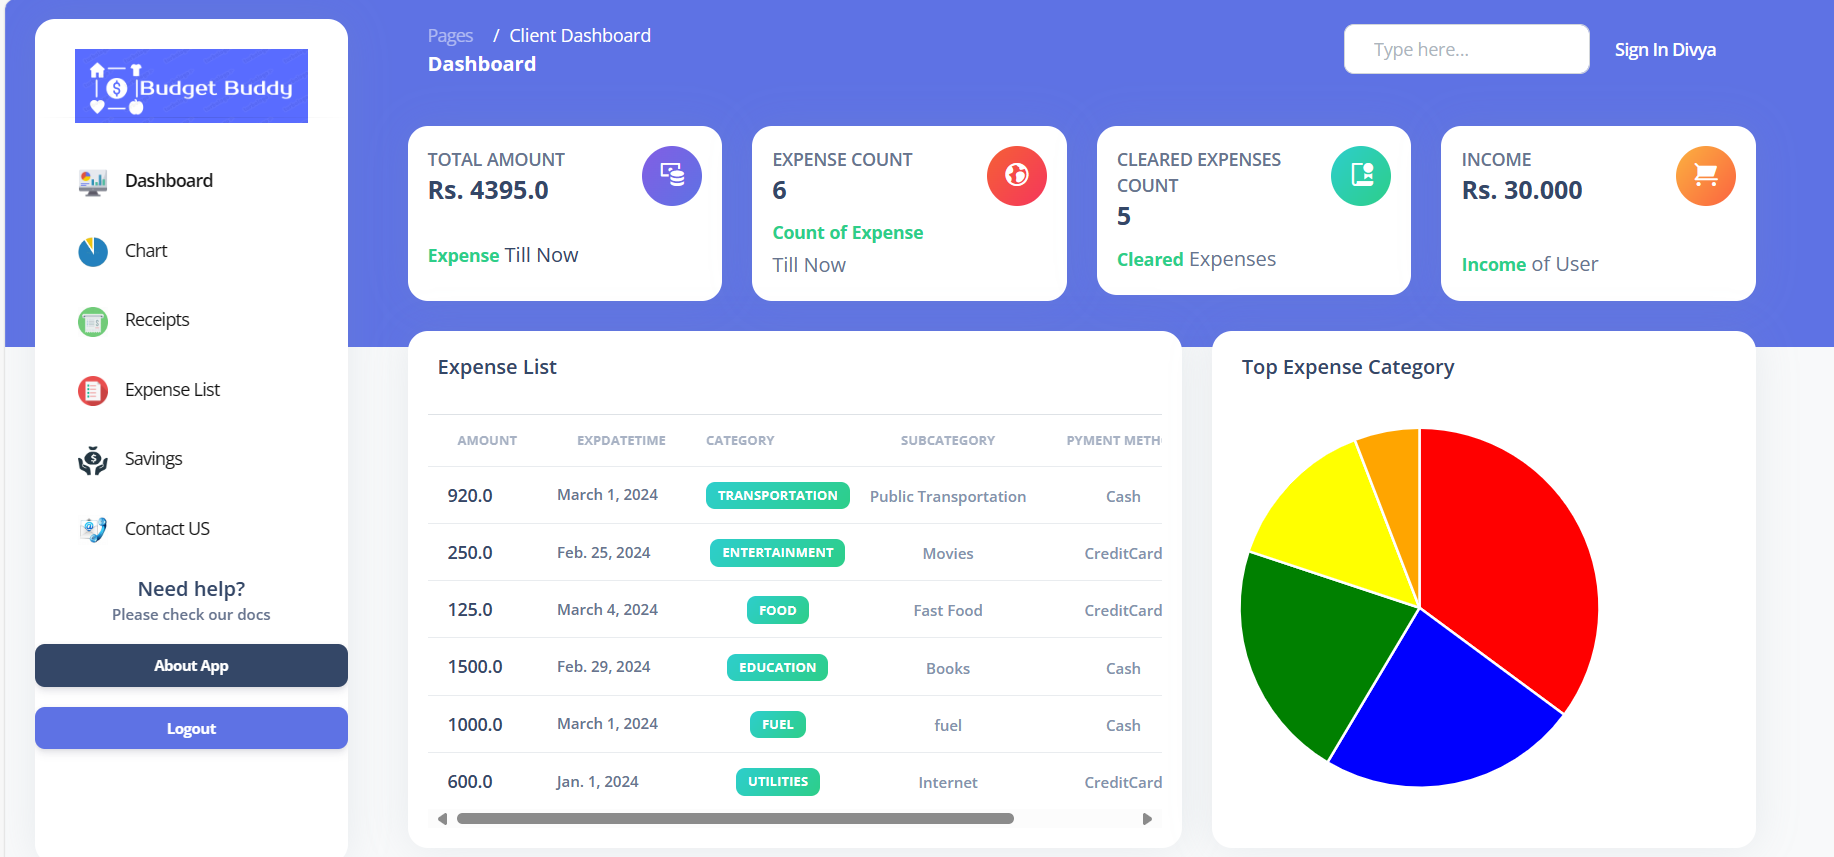 Budget Buddy
Dashboard
Chart
Receipts
Expense List
Savings
Contact US
Need help?
Please check our docs
About App
Logout
Pages / Client Dashboard
Dashboard
Type here...
Sign In Divya
TOTAL AMOUNT
Rs. 4395.0
Expense Till Now
EXPENSE COUNT
6
Count of Expense
Till Now
CLEARED EXPENSES
COUNT
5
Cleared Expenses
INCOME
Rs. 30.000
Income of User
Expense List
AMOUNT EXPDATETIME CATEGORY SUBCATEGORY PYMENT METH
920.0 March 1, 2024 TRANSPORTATION Public Transportation Cash
250.0 Feb. 25, 2024 ENTERTAINMENT Movies CreditCard
125.0 March 4, 2024 FOOD Fast Food CreditCard
1500.0 Feb. 29, 2024 EDUCATION Books Cash
1000.0 March 1, 2024 FUEL fuel Cash
600.0 Jan. 1, 2024 UTILITIES Internet CreditCard
Top Expense Category